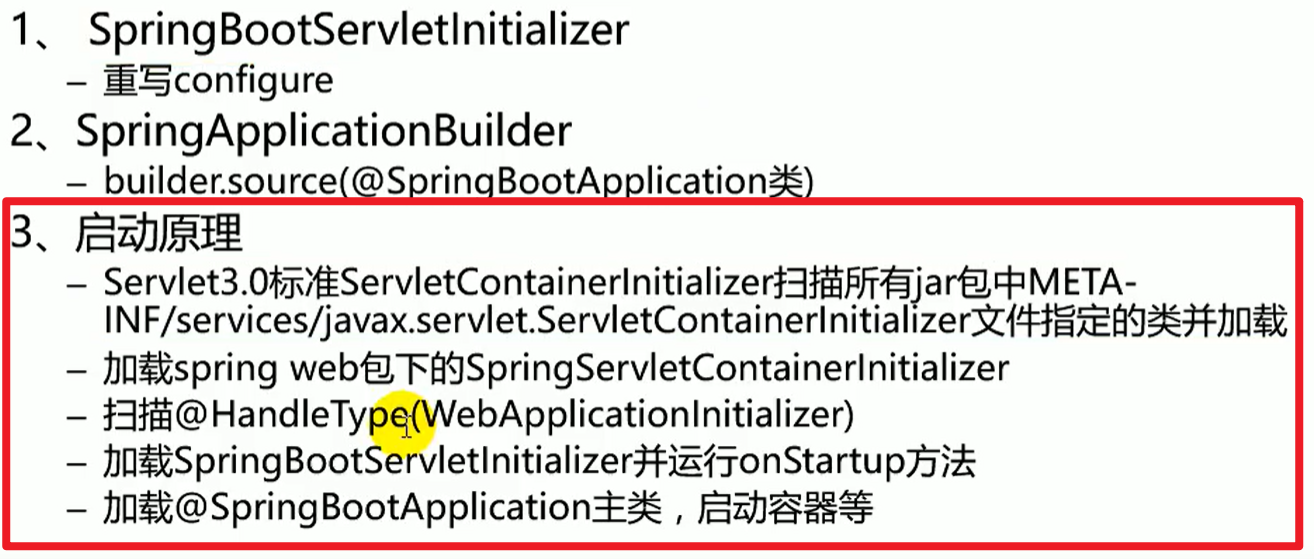 1、 SpringBootServletInitializer
– 重写configure
2、SpringApplicationBuilder
– builder.source(@SpringBootApplication类)
3、启动原理
– Servlet3.0标准ServletContainerInitializer扫描所有jar包中META-
INF/services/javax.servlet.ServletContainerInitializer文件指定的类并加载
– 加载spring web包下的SpringServletContainerInitializer
– 扫描@HandleType(WebApplicationInitializer)
– 加载SpringBootServletInitializer并运行onStartup方法
– 加载@SpringBootApplication主类，启动容器等